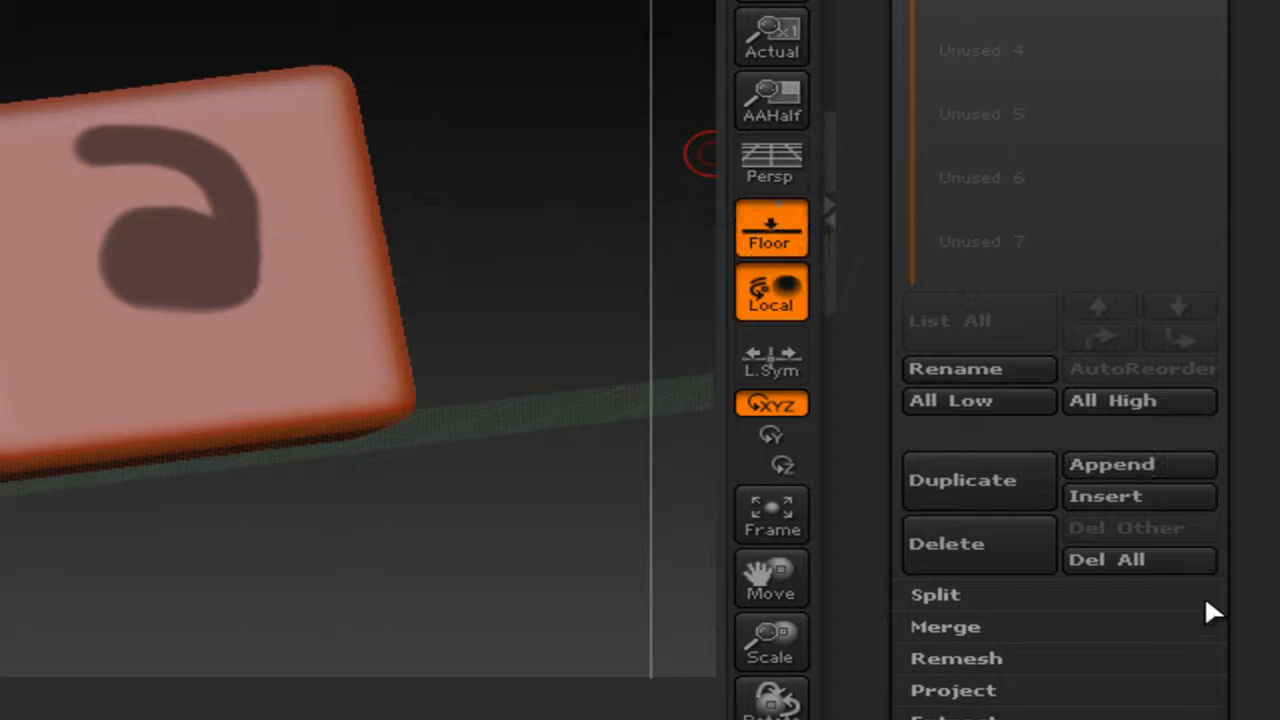 Actual
AAHalf
Persp
Floor
Local
L.Sym
XYZ
Y
Z
Frame
Move
Scale
Unused 4
Unused 5
Unused 6
Unused 7
List All
Rename AutoReorder
All Low All High
Duplicate Append
Insert
Del Other
Delete
Del All
Split
Merge
Remesh
Project